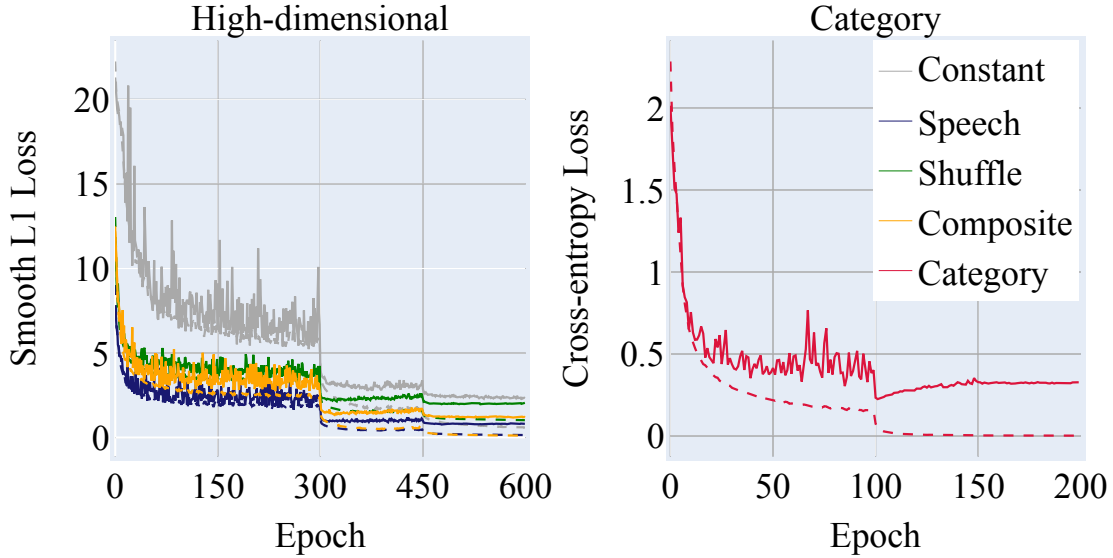 High-dimensional
Smooth L1 Loss
20
15
10
5
0
0 150 300 450 600
Epoch
Category
Cross-entropy Loss
2
1.5
1
0.5
0
0 50 100 150 200
Epoch
Constant
Speech
Shuffle
Composite
Category